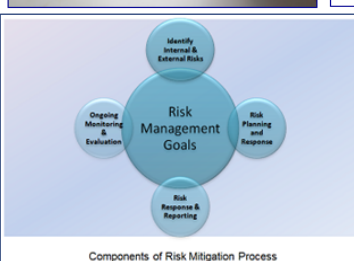 Identify
Internal &
External Risks
Risk
Management
Goals
Ongoing
Monitoring
&
Evaluation
Risk
Planning
and
Response
Risk
Response &
Reporting
Components of Risk Mitigation Process